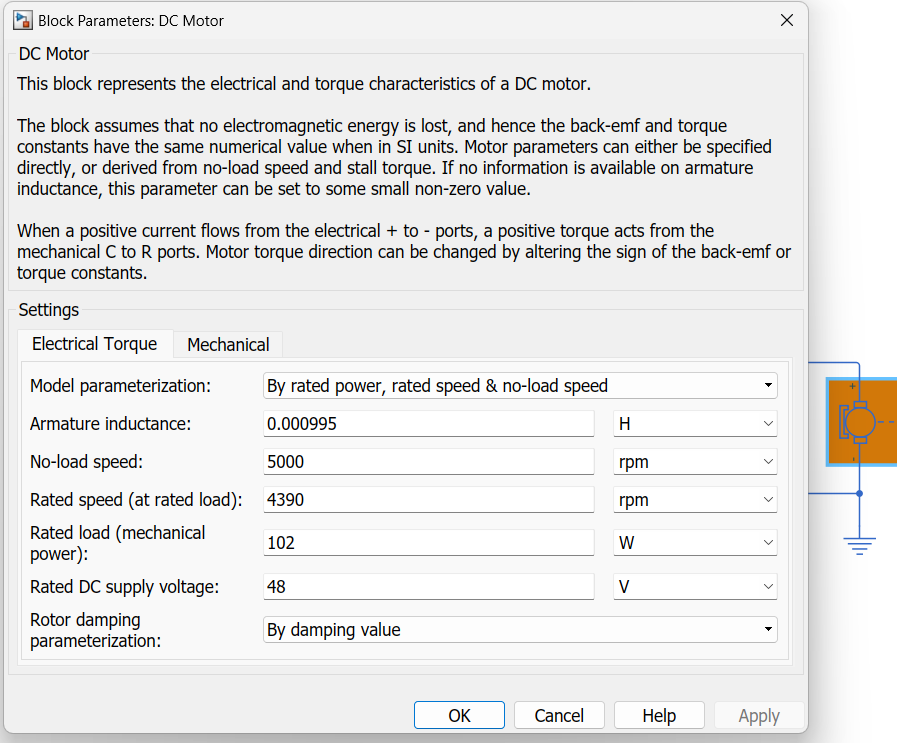 Block Parameters: DC Motor
DC Motor
This block represents the electrical and torque characteristics of a DC motor.
The block assumes that no electromagnetic energy is lost, and hence the back-emf and torque
constants have the same numerical value when in SI units. Motor parameters can either be specified
directly, or derived from no-load speed and stall torque. If no information is available on armature
inductance, this parameter can be set to some small non-zero value.
When a positive current flows from the electrical + to - ports, a positive torque acts from the
mechanical C to R ports. Motor torque direction can be changed by altering the sign of the back-emf or
torque constants.
Settings
Electrical Torque Mechanical
Model parameterization: By rated power, rated speed & no-load speed
Armature inductance: 0.000995 H
No-load speed: 5000 rpm
Rated speed (at rated load): 4390 rpm
Rated load (mechanical
power): 102 W
Rated DC supply voltage: 48 V
Rotor damping
parameterization: By damping value
OK Cancel Help Apply
+
-